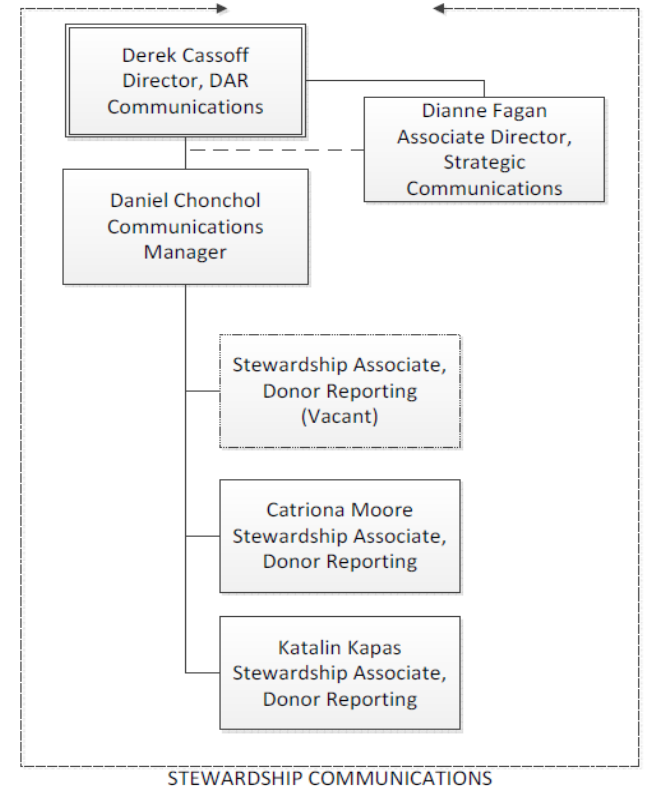 Derek Cassoff
Director, DAR
Communications
Dianne Fagan
Associate Director,
Strategic
Communications
Daniel Chonchol
Communications
Manager
Stewardship Associate,
Donor Reporting
(Vacant)
Catriona Moore
Stewardship Associate,
Donor Reporting
Katalin Kapas
Stewardship Associate,
Donor Reporting
STEWARDSHIP COMMUNICATIONS